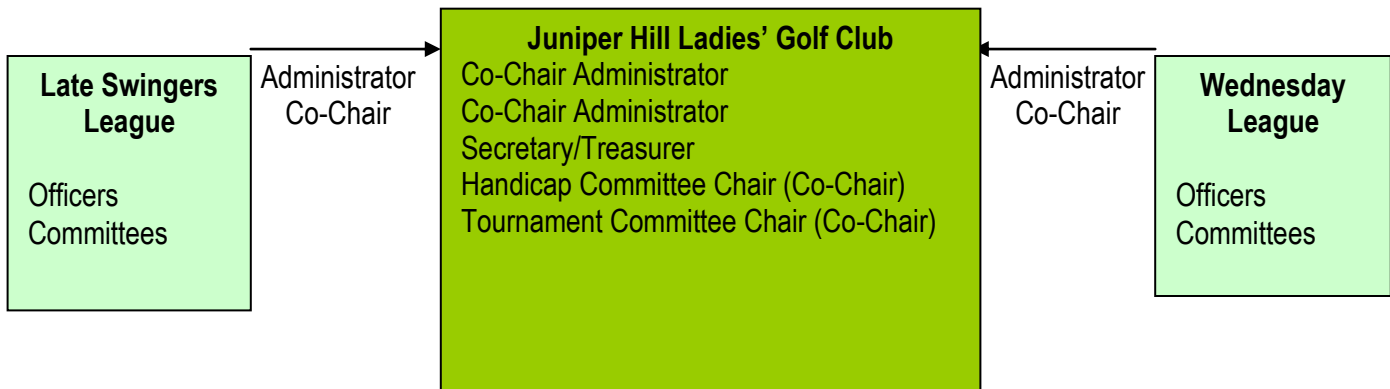 Late Swingers
League
Officers
Committees
Administrator
Co-Chair
Juniper Hill Ladies’ Golf Club
Co-Chair Administrator
Co-Chair Administrator
Secretary/Treasurer
Handicap Committee Chair (Co-Chair)
Tournament Committee Chair (Co-Chair)
Administrator
Co-Chair
Wednesday
League
Officers
Committees